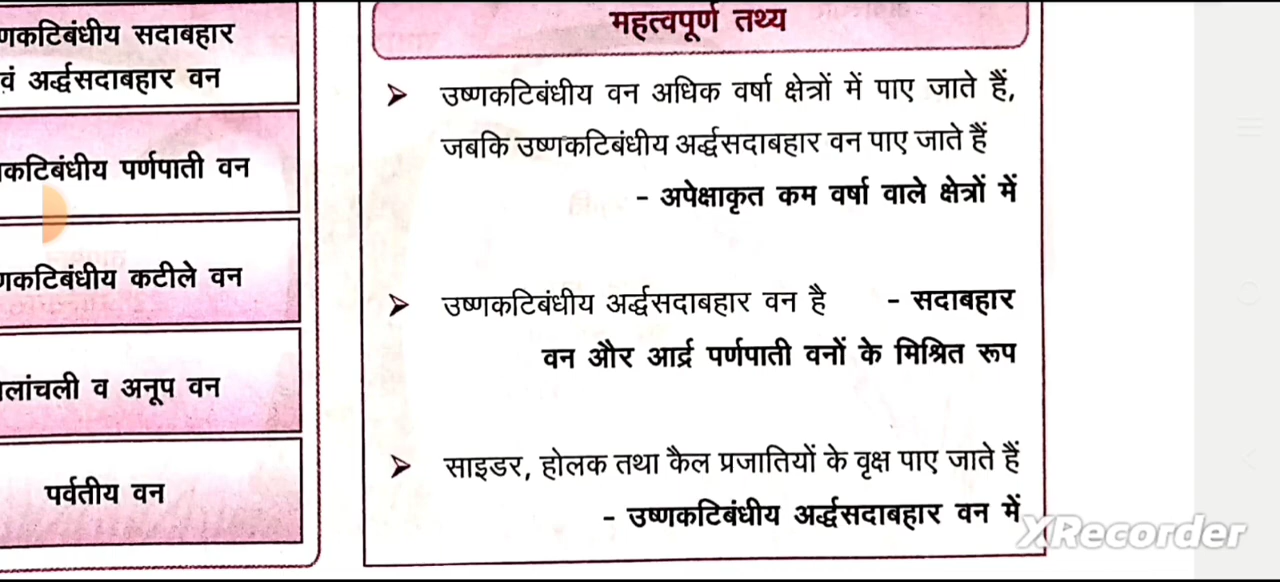 णकटिबंधीय सदाबहार
वं अर्द्धसदाबहार वन
कटिबंधीय पर्णपाती वन
णकटिबंधीय कटीले वन
लांचली व अनूप वन
पर्वतीय वन
महत्वपूर्ण तथ्य
➢ उष्णकटिबंधीय वन अधिक वर्षा क्षेत्रों में पाए जाते हैं,
जबकि उष्णकटिबंधीय अर्द्धसदाबहार वन पाए जाते हैं
- अपेक्षाकृत कम वर्षा वाले क्षेत्रों में
➢ उष्णकटिबंधीय अर्द्धसदाबहार वन है - सदाबहार
वन और आर्द्र पर्णपाती वनों के मिश्रित रूप
➢ साइडर, होलक तथा कैल प्रजातियों के वृक्ष पाए जाते हैं
- उष्णकटिबंधीय अर्द्धसदाबहार वन में
XRecorder